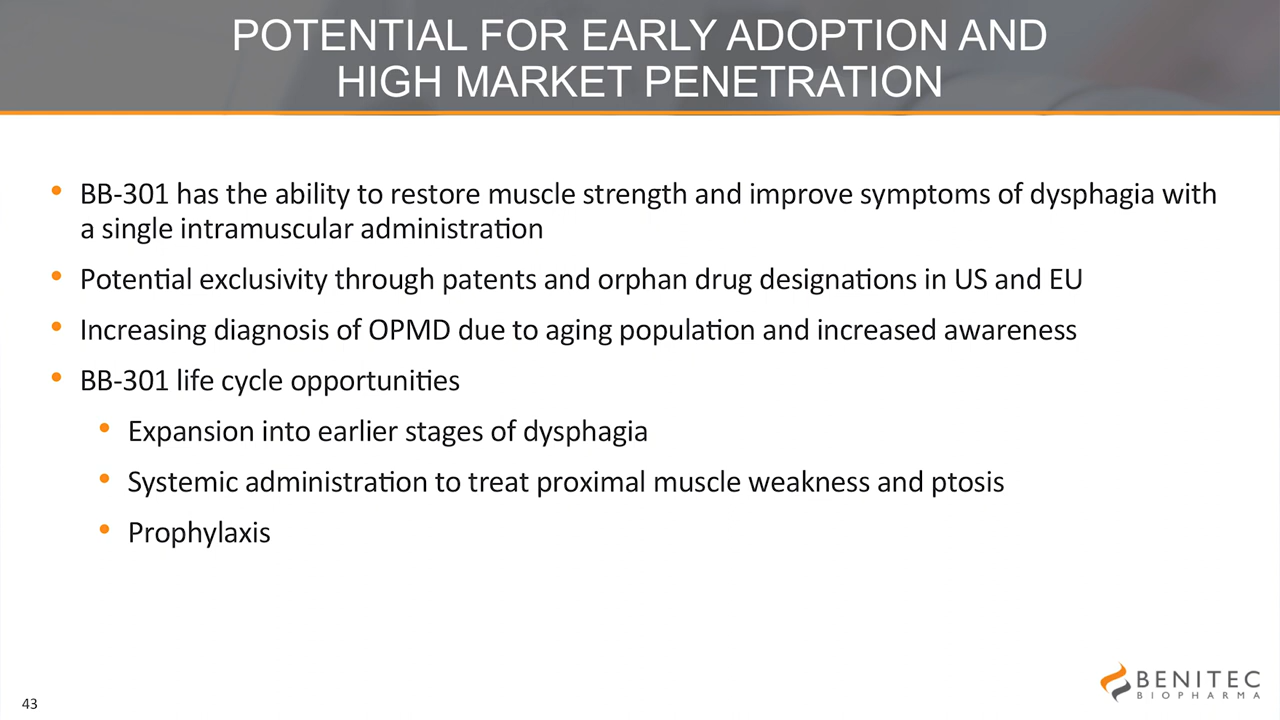 POTENTIAL FOR EARLY ADOPTION AND
HIGH MARKET PENETRATION
• BB-301 has the ability to restore muscle strength and improve symptoms of dysphagia with
a single intramuscular administration
• Potential exclusivity through patents and orphan drug designations in US and EU
• Increasing diagnosis of OPMD due to aging population and increased awareness
• BB-301 life cycle opportunities
• Expansion into earlier stages of dysphagia
• Systemic administration to treat proximal muscle weakness and ptosis
• Prophylaxis
BENITEC
BIOPHARMA
43